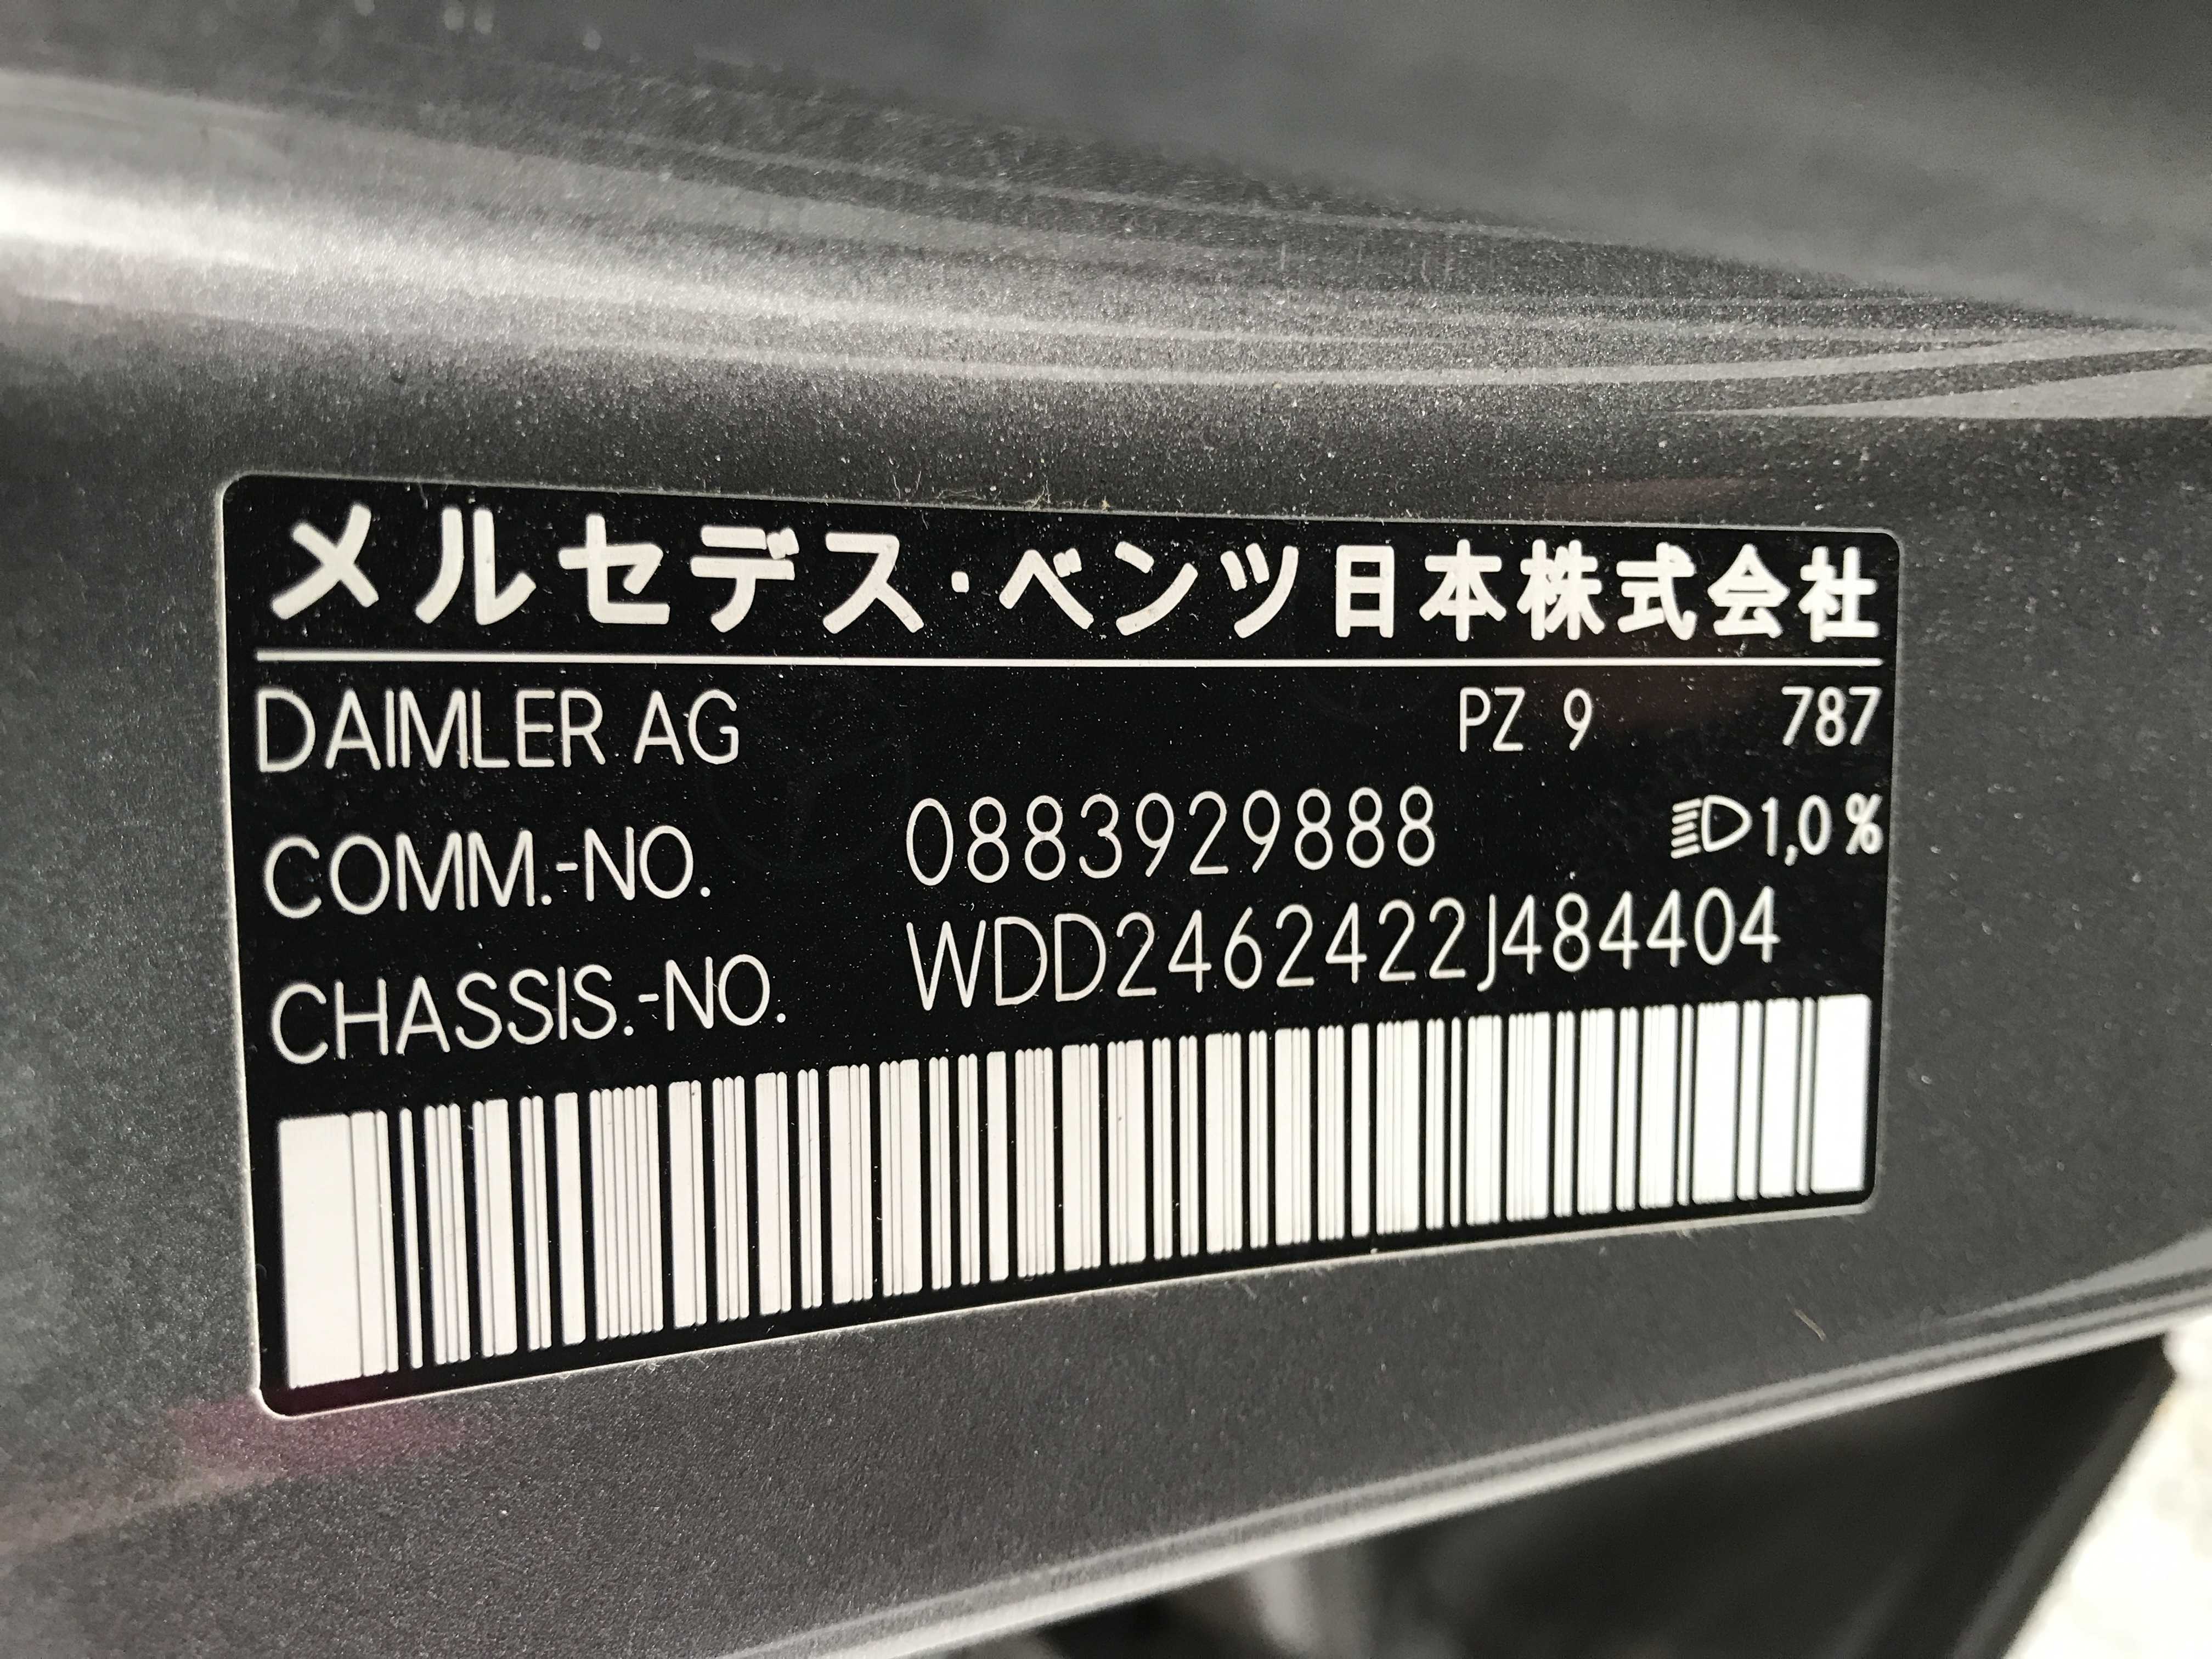 メルセデス・ベンツ日本株式会社
DAIMLER AG PZ 9 787
COMM.-NO. 0883929888 1,0 %
CHASSIS.-NO. WDD2462422J484404